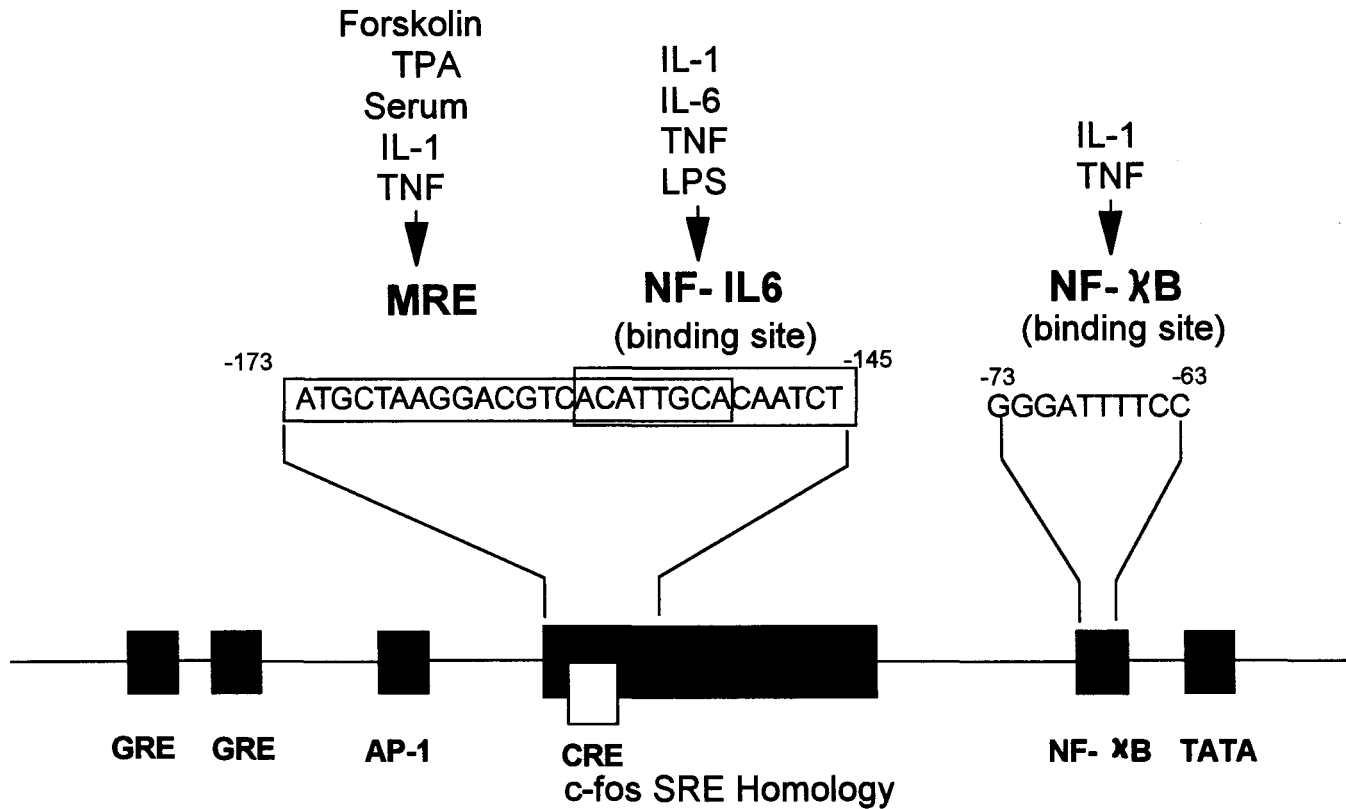 Forskolin
TPA
Serum
IL-1
TNF
MRE
IL-1
IL-6
TNF
LPS
NF- IL6
(binding site)
IL-1
TNF
NF- χB
(binding site)
-173
-145
ATGCTAAGGACGTCACATTGCACAATCT
-73
-63
GGGATTTTCC
GRE
GRE
AP-1
CRE
c-fos SRE Homology
NF- χB
TATA